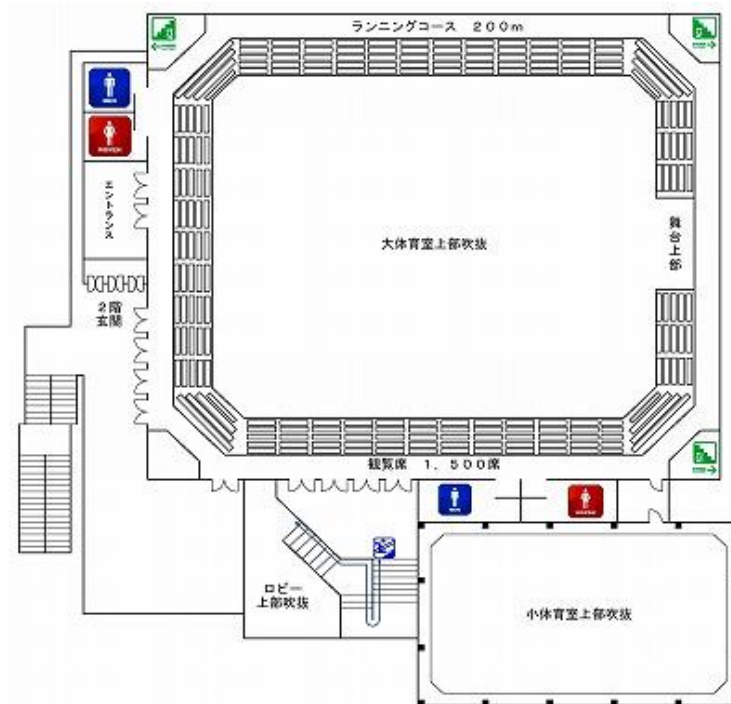 ランニングコース 200m
エントランス
大体育室上部吹抜
舞台上部
2階
玄関
観覧席 1,500席
ロビー
上部吹抜
小体育室上部吹抜